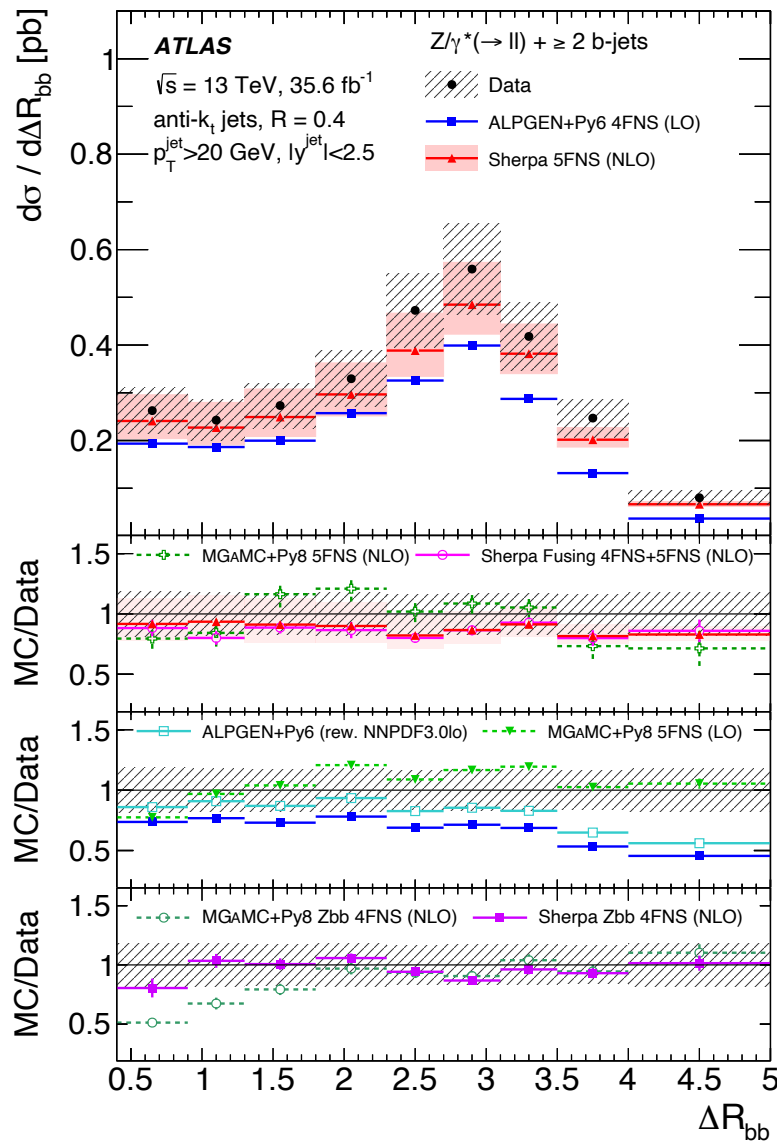 ATLAS
√s = 13 TeV, 35.6 fb⁻¹
anti-kₜ jets, R = 0.4
p_T^jet>20 GeV, |y^jet|<2.5
Z/γ*(→ ll) + ≥ 2 b-jets
Data
ALPGEN+Py6 4FNS (LO)
Sherpa 5FNS (NLO)
dσ / dΔR_bb [pb]
1
0.8
0.6
0.4
0.2
MC/Data
1.5
1
0.5
MGAMC+Py8 5FNS (NLO)
Sherpa Fusing 4FNS+5FNS (NLO)
MC/Data
1.5
1
0.5
ALPGEN+Py6 (rew. NNPDF3.0lo)
MGAMC+Py8 5FNS (LO)
MC/Data
1.5
1
0.5
MGAMC+Py8 Zbb 4FNS (NLO)
Sherpa Zbb 4FNS (NLO)
0.5 1 1.5 2 2.5 3 3.5 4 4.5 5
ΔR_bb